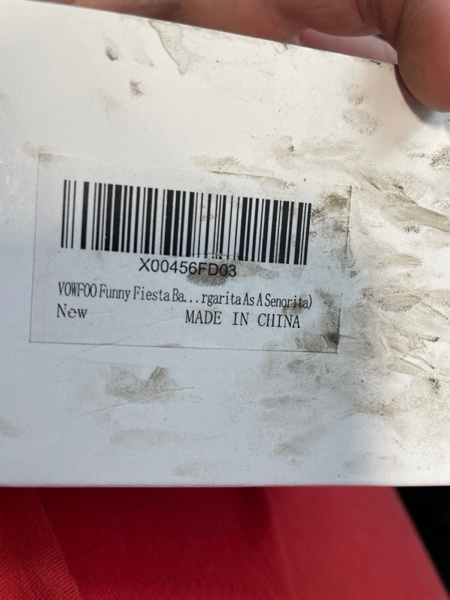 X00456FD03
VOWFOO Funny Fiesta Ba...rgarita As A Senorita)
New MADE IN CHINA